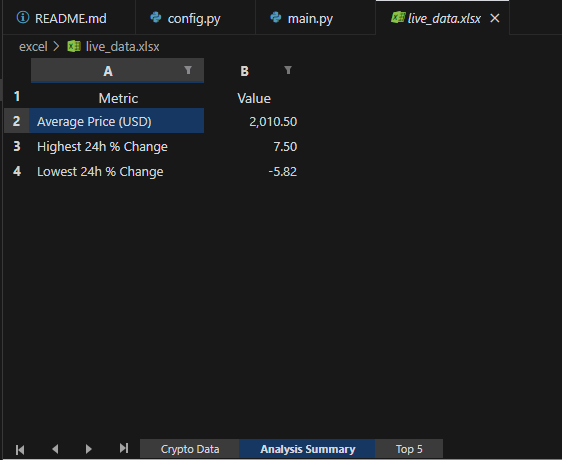 README.md config.py main.py live_data.xlsx
excel > live_data.xlsx
A B
1 Metric Value
2 Average Price (USD) 2,010.50
3 Highest 24h % Change 7.50
4 Lowest 24h % Change -5.82
Crypto Data Analysis Summary Top 5